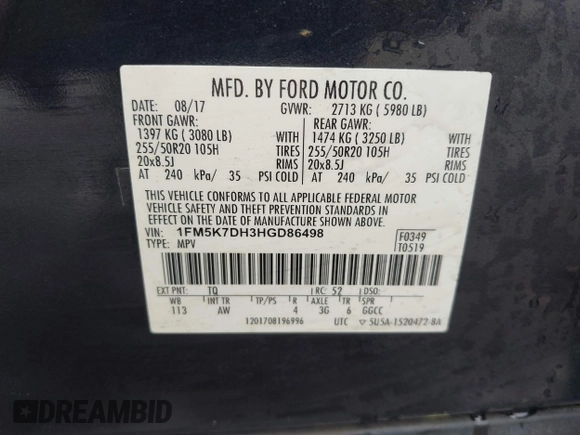 MFD. BY FORD MOTOR CO.
DATE: 08/17 GVWR: 2713 KG ( 5980 LB)
FRONT GAWR: REAR GAWR:
1397 KG ( 3080 LB) WITH 1474 KG ( 3250 LB) WITH
255/50R20 105H TIRES 255/50R20 105H TIRES
20x8.5J RIMS 20x8.5J RIMS
AT 240 kPa/ 35 PSI COLD AT 240 kPa/ 35 PSI COLD
THIS VEHICLE CONFORMS TO ALL APPLICABLE FEDERAL MOTOR
VEHICLE SAFETY AND THEFT PREVENTION STANDARDS IN
EFFECT ON THE DATE OF MANUFACTURE SHOWN ABOVE.
VIN: 1FM5K7DH3HGD86498 F0349
TYPE: MPV T0519
EXT PNT: TQ RC: 52 DSO:
WB INT TR TP/PS R AXLE TR SPR
113 AW 4 3G 6 GGCC
1201708196996 UTC ▽ 5U5A-1520472-8A
DREAMBID